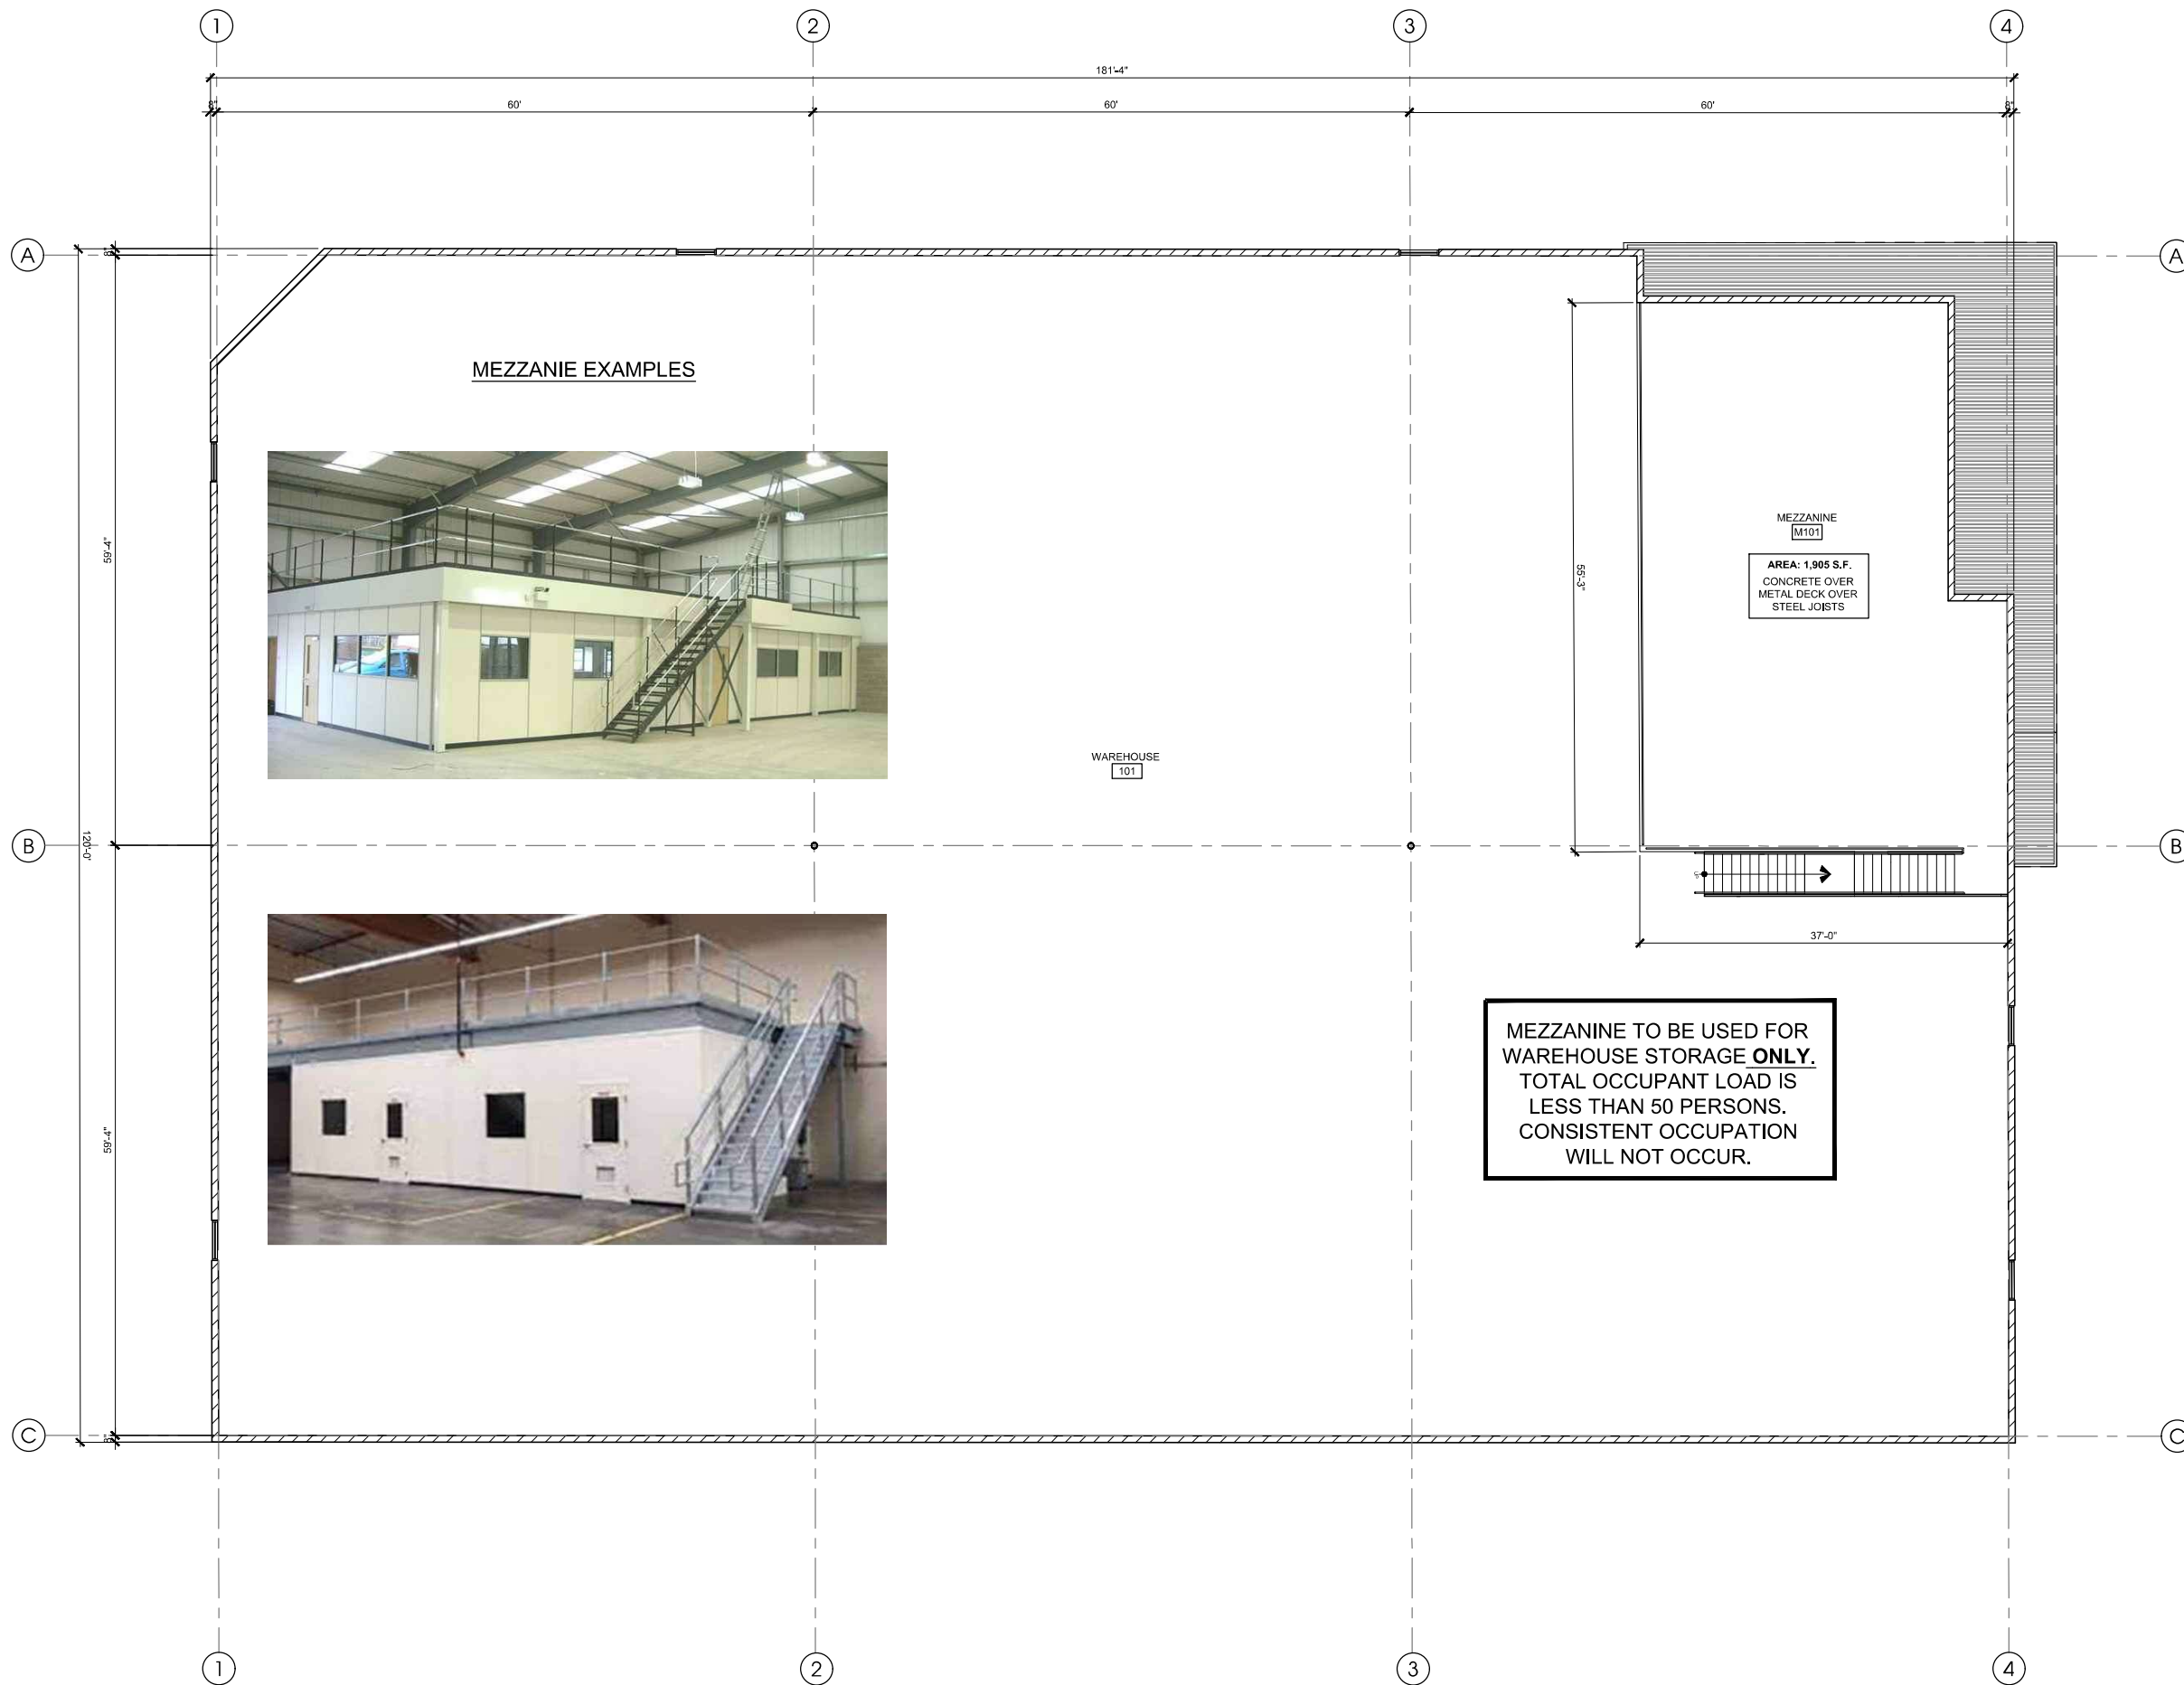 1
2
3
4
181'-4"
8"
60'
60'
60'
8"
A
A
8"
MEZZANIE EXAMPLES
59'-4"
55'-3"
MEZZANINE
M101
AREA: 1,905 S.F.
CONCRETE OVER
METAL DECK OVER
STEEL JOISTS
WAREHOUSE
101
B
B
120'-0"
37'-0"
MEZZANINE TO BE USED FOR
WAREHOUSE STORAGE ONLY.
TOTAL OCCUPANT LOAD IS
LESS THAN 50 PERSONS.
CONSISTENT OCCUPATION
WILL NOT OCCUR.
59'-4"
8"
C
C
1
2
3
4